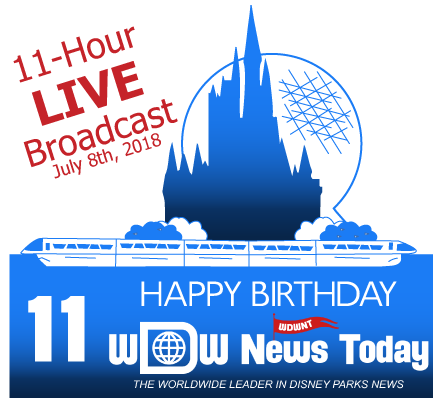 11-Hour
LIVE
Broadcast
July 8th, 2018
11
HAPPY BIRTHDAY
WDWNT
WDW News Today
THE WORLDWIDE LEADER IN DISNEY PARKS NEWS